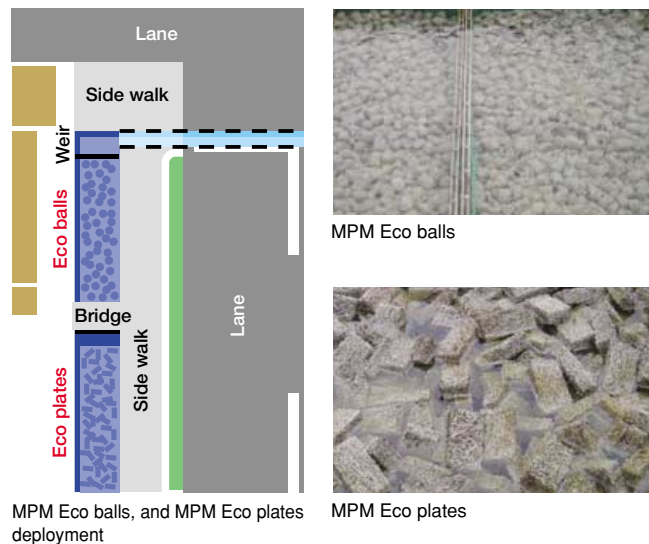 Lane
Side walk
Weir
Eco balls
Bridge
Lane
Side walk
Eco plates
MPM Eco balls, and MPM Eco plates
deployment
MPM Eco balls
MPM Eco plates